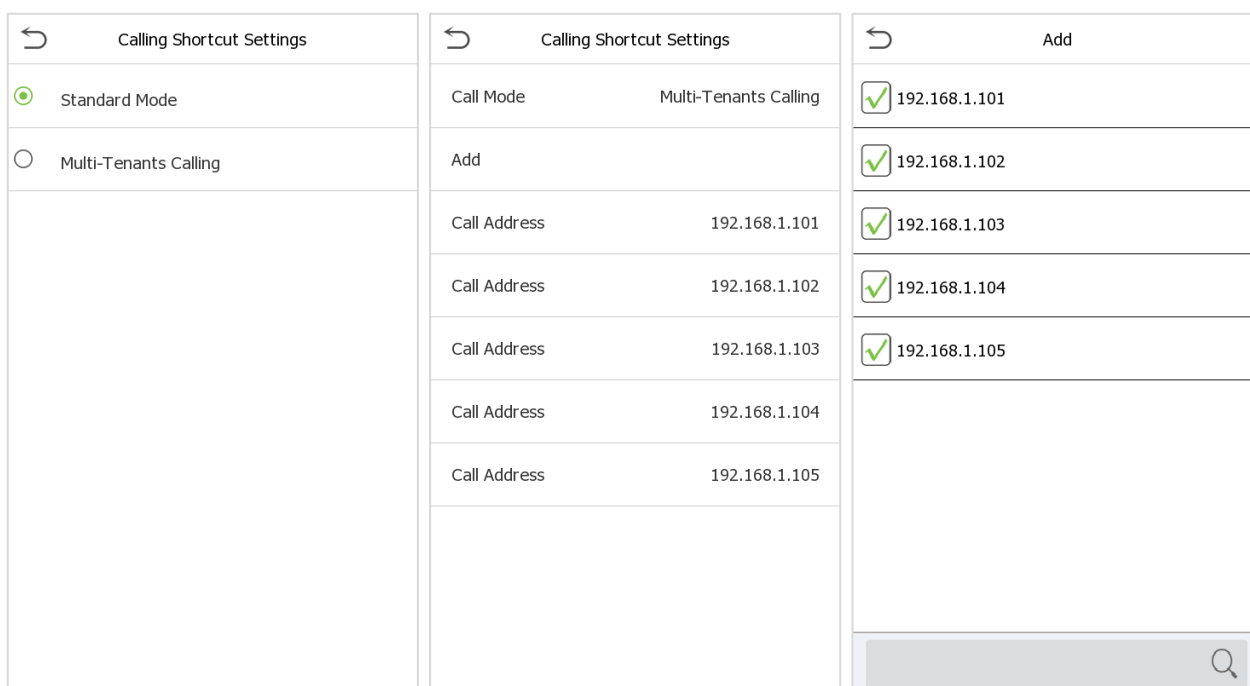 Calling Shortcut Settings
Standard Mode
Multi-Tenants Calling
Calling Shortcut Settings
Call Mode Multi-Tenants Calling
Add
Call Address 192.168.1.101
Call Address 192.168.1.102
Call Address 192.168.1.103
Call Address 192.168.1.104
Call Address 192.168.1.105
Add
192.168.1.101
192.168.1.102
192.168.1.103
192.168.1.104
192.168.1.105